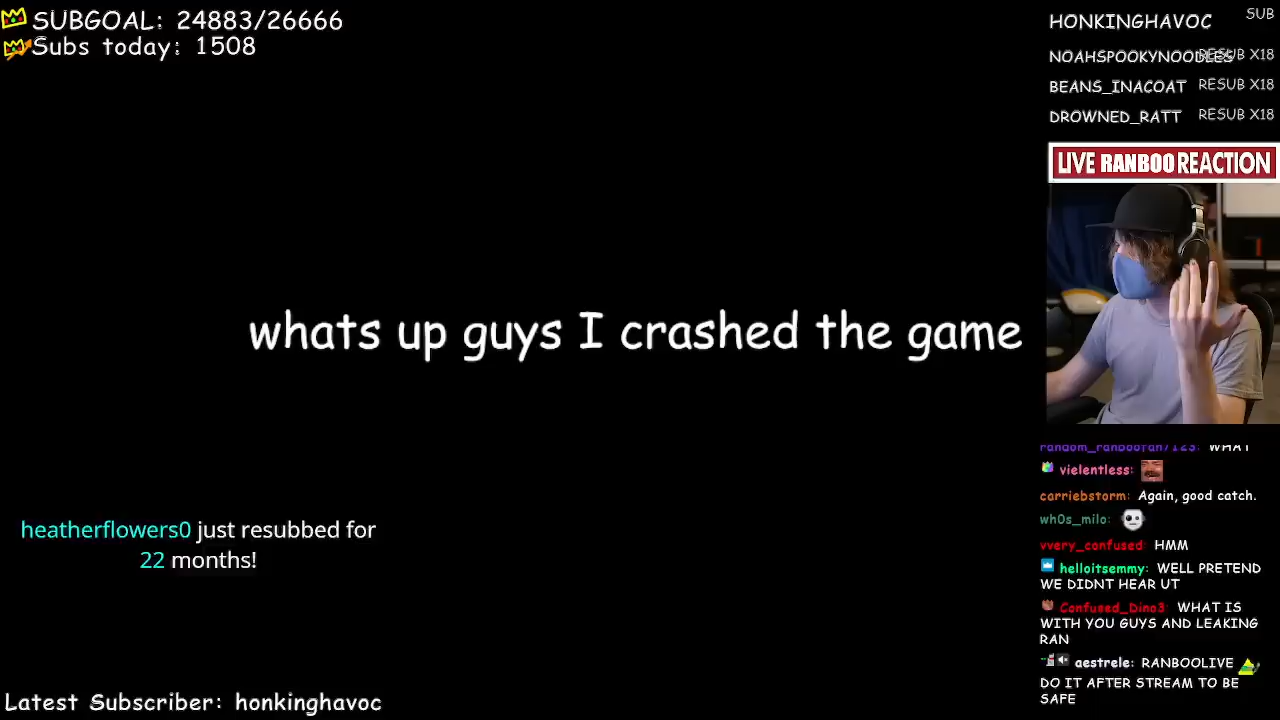 SUBGOAL: 24883/26666
Subs today: 1508
HONKINGHAVOC SUB
NOAHSPOOKYNOODLES RESUB X18
BEANS_INACOAT RESUB X18
DROWNED_RATT RESUB X18
LIVE RANBOO REACTION
whats up guys I crashed the game
random_ranboofan7123: WHAT
vielentless:
carriebstorm: Again, good catch.
wh0s_milo:
vvery_confused: HMM
helloitsemmy: WELL PRETEND
WE DIDNT HEAR UT
Confused_Dino3: WHAT IS
WITH YOU GUYS AND LEAKING
RAN
aestrele: RANBOOLIVE
DO IT AFTER STREAM TO BE
SAFE
heatherflowers0 just resubbed for
22 months!
Latest Subscriber: honkinghavoc